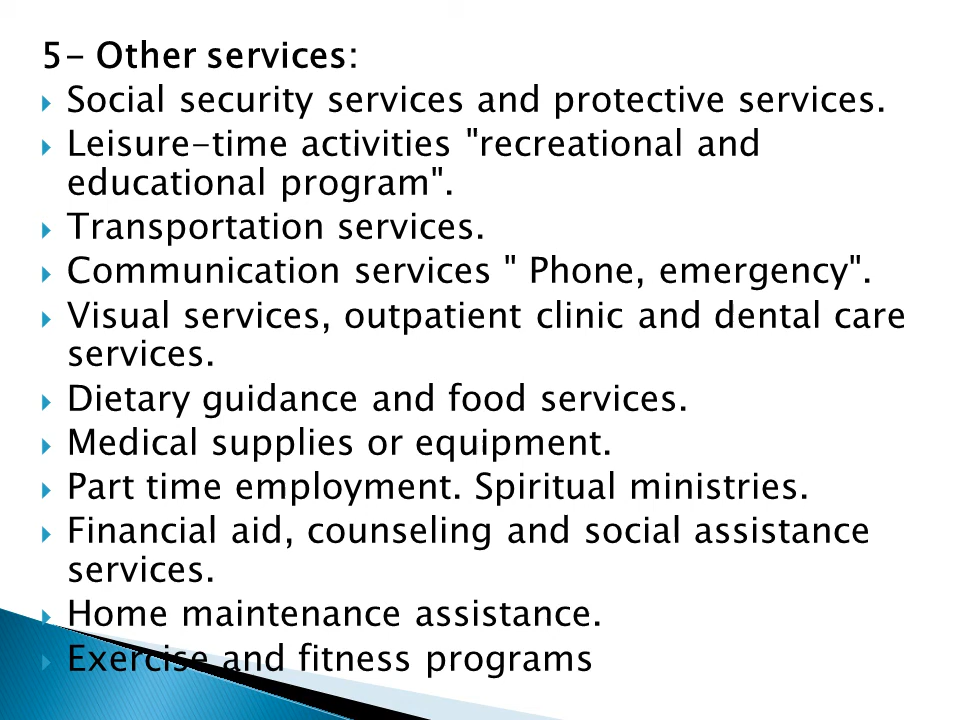 5- Other services:
Social security services and protective services.
Leisure-time activities "recreational and
educational program".
Transportation services.
Communication services " Phone, emergency".
Visual services, outpatient clinic and dental care
services.
Dietary guidance and food services.
Medical supplies or equipment.
Part time employment. Spiritual ministries.
Financial aid, counseling and social assistance
services.
Home maintenance assistance.
Exercise and fitness programs